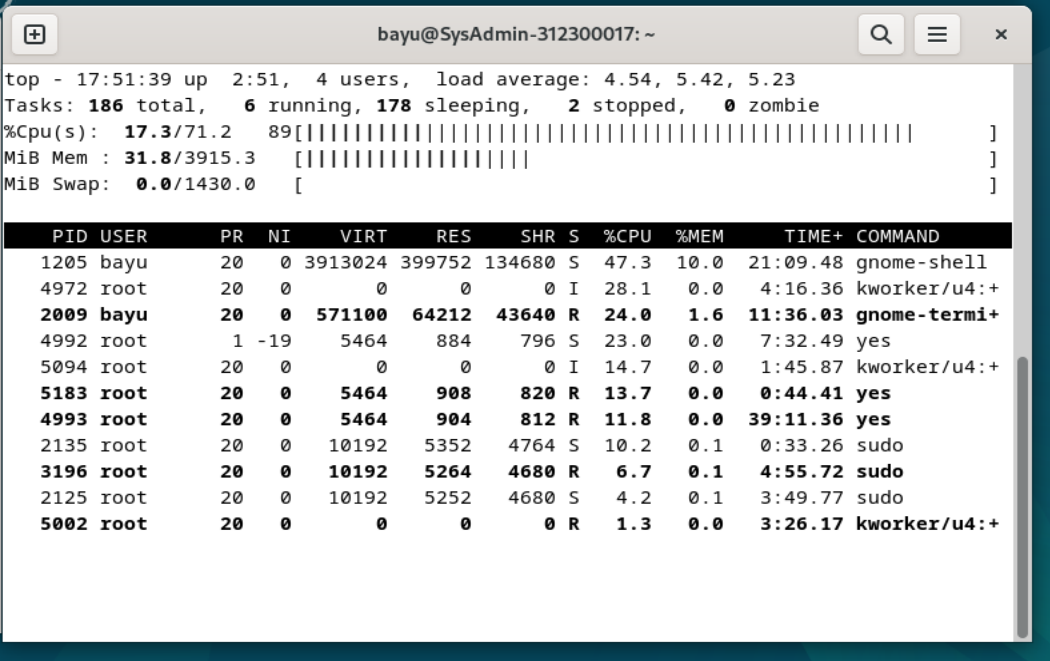 bayu@SysAdmin-312300017: ~
top - 17:51:39 up  2:51,  4 users,  load average: 4.54, 5.42, 5.23
Tasks: 186 total,   6 running, 178 sleeping,   2 stopped,   0 zombie
%Cpu(s):  17.3/71.2   89[|||||||||||||||||||||||||||||||||||||||||||||||||||       ]
MiB Mem : 31.8/3915.3   [||||||||||||||||||||                                       ]
MiB Swap:  0.0/1430.0   [                                                          ]
PID USER      PR  NI    VIRT    RES    SHR S  %CPU  %MEM     TIME+ COMMAND
1205 bayu      20   0 3913024 399752 134680 S  47.3  10.0  21:09.48 gnome-shell
4972 root      20   0       0      0      0 I  28.1   0.0   4:16.36 kworker/u4:+
2009 bayu      20   0  571100  64212  43640 R  24.0   1.6  11:36.03 gnome-termi+
4992 root       1 -19    5464    884    796 S  23.0   0.0   7:32.49 yes
5094 root      20   0       0      0      0 I  14.7   0.0   1:45.87 kworker/u4:+
5183 root      20   0    5464    908    820 R  13.7   0.0   0:44.41 yes
4993 root      20   0    5464    904    812 R  11.8   0.0  39:11.36 yes
2135 root      20   0   10192   5352   4764 S  10.2   0.1   0:33.26 sudo
3196 root      20   0   10192   5264   4680 R   6.7   0.1   4:55.72 sudo
2125 root      20   0   10192   5252   4680 S   4.2   0.1   3:49.77 sudo
5002 root      20   0       0      0      0 R   1.3   0.0   3:26.17 kworker/u4:+